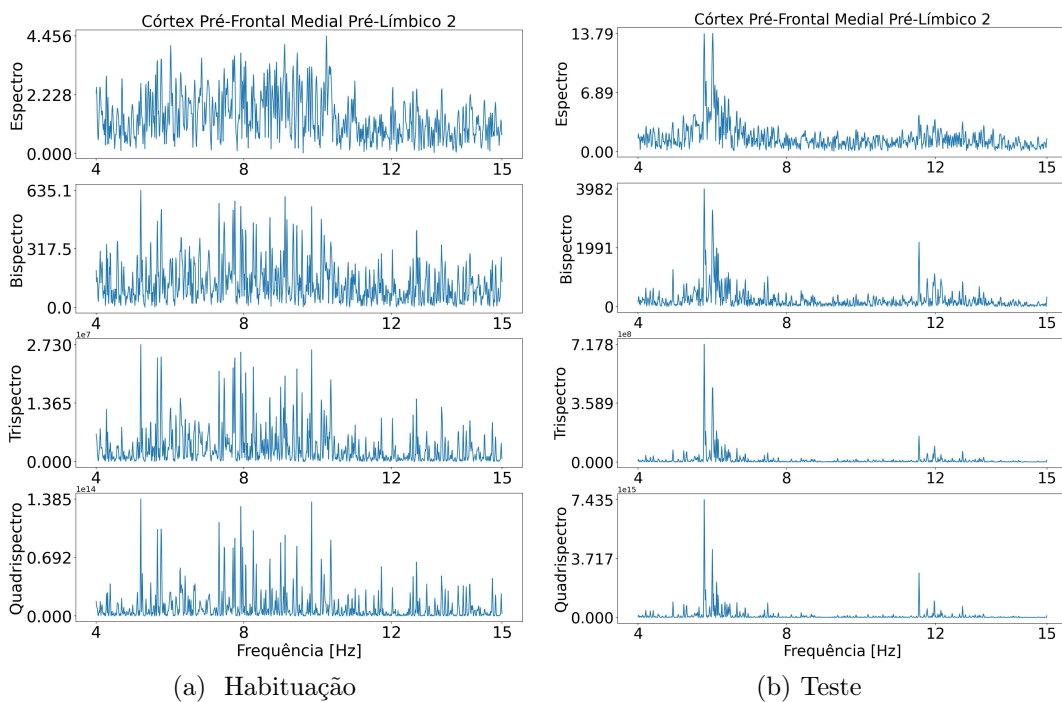 Córtex Pré-Frontal Medial Pré-Límbico 2
4.456
2.228
0.000
Espectro
4 8 12 15
635.1
317.5
0.0
Bispectro
4 8 12 15
1e7
2.730
1.365
0.000
Trispectro
4 8 12 15
1e14
1.385
0.692
0.000
Quadrispectro
4 8 12 15
Frequência [Hz]
(a) Habituação
Córtex Pré-Frontal Medial Pré-Límbico 2
13.79
6.89
0.00
Espectro
4 8 12 15
3982
1991
0
Bispectro
4 8 12 15
1e8
7.178
3.589
0.000
Trispectro
4 8 12 15
1e15
7.435
3.717
0.000
Quadrispectro
4 8 12 15
Frequência [Hz]
(b) Teste